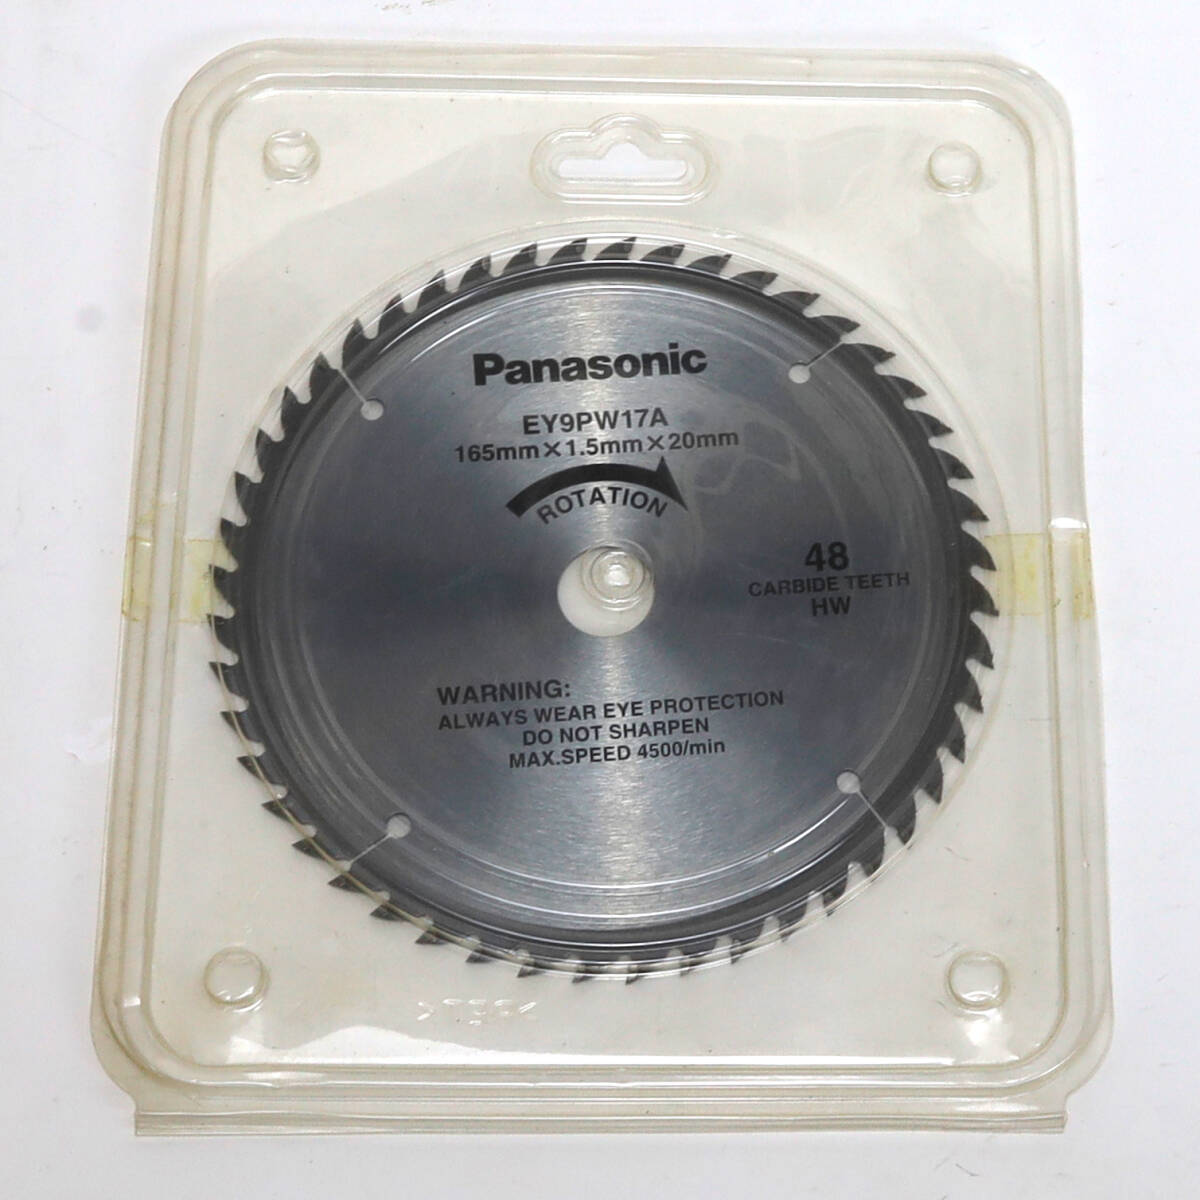 Panasonic
EY9PW17A
165mm×1.5mm×20mm
ROTATION
48
CARBIDE TEETH
HW
WARNING:
ALWAYS WEAR EYE PROTECTION
DO NOT SHARPEN
MAX.SPEED 4500/min